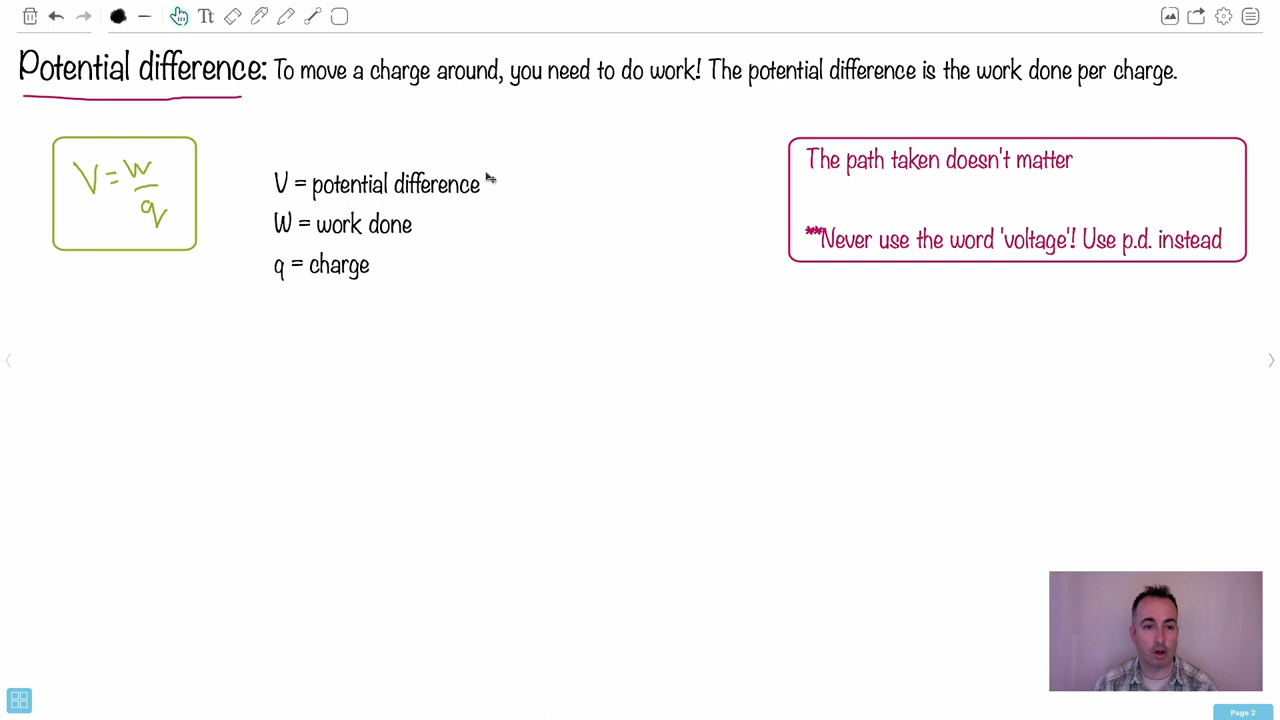 Tt
Potential difference: To move a charge around, you need to do work! The potential difference is the work done per charge.
V = W
q
V = potential difference
W = work done
q = charge
The path taken doesn't matter
**Never use the word 'voltage'! Use p.d. instead
Page 2